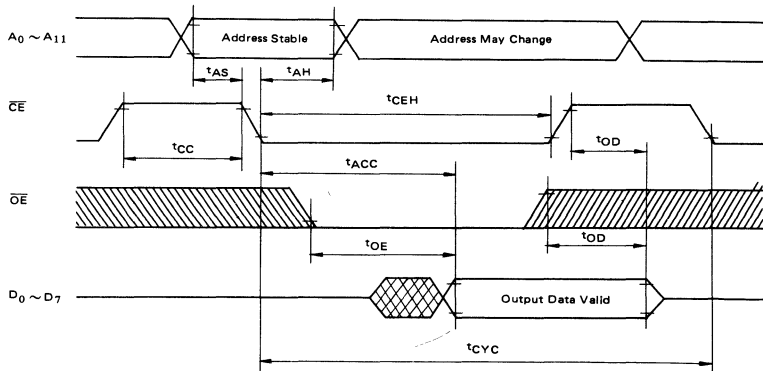 A0 ~ A11 Address Stable Address May Change
tAS tAH
tCEH
CE
tCC tOD
tACC
OE
tOE tOD
D0 ~ D7 Output Data Valid
tCYC